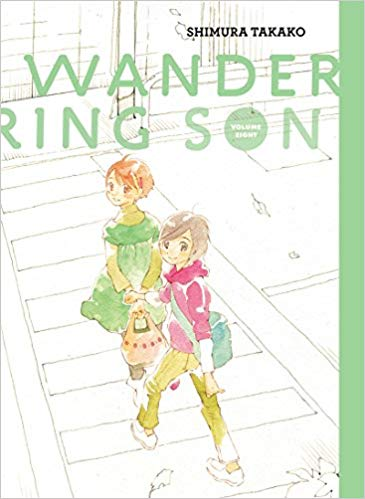 SHIMURA TAKAKO
WANDER
RING SON
VOLUME
EIGHT